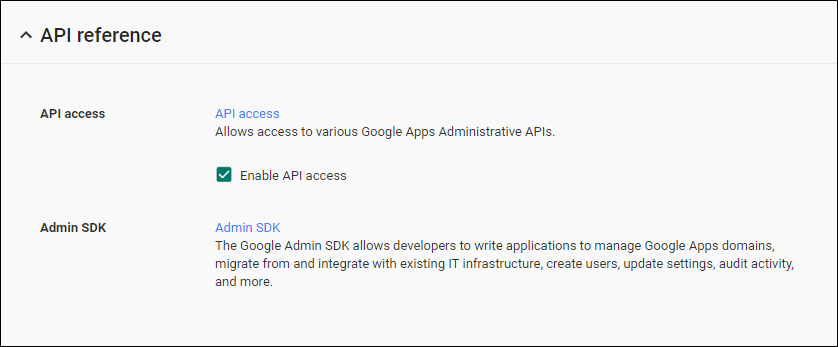 API reference
API access
API access
Allows access to various Google Apps Administrative APIs.
Enable API access
Admin SDK
Admin SDK
The Google Admin SDK allows developers to write applications to manage Google Apps domains,
migrate from and integrate with existing IT infrastructure, create users, update settings, audit activity,
and more.